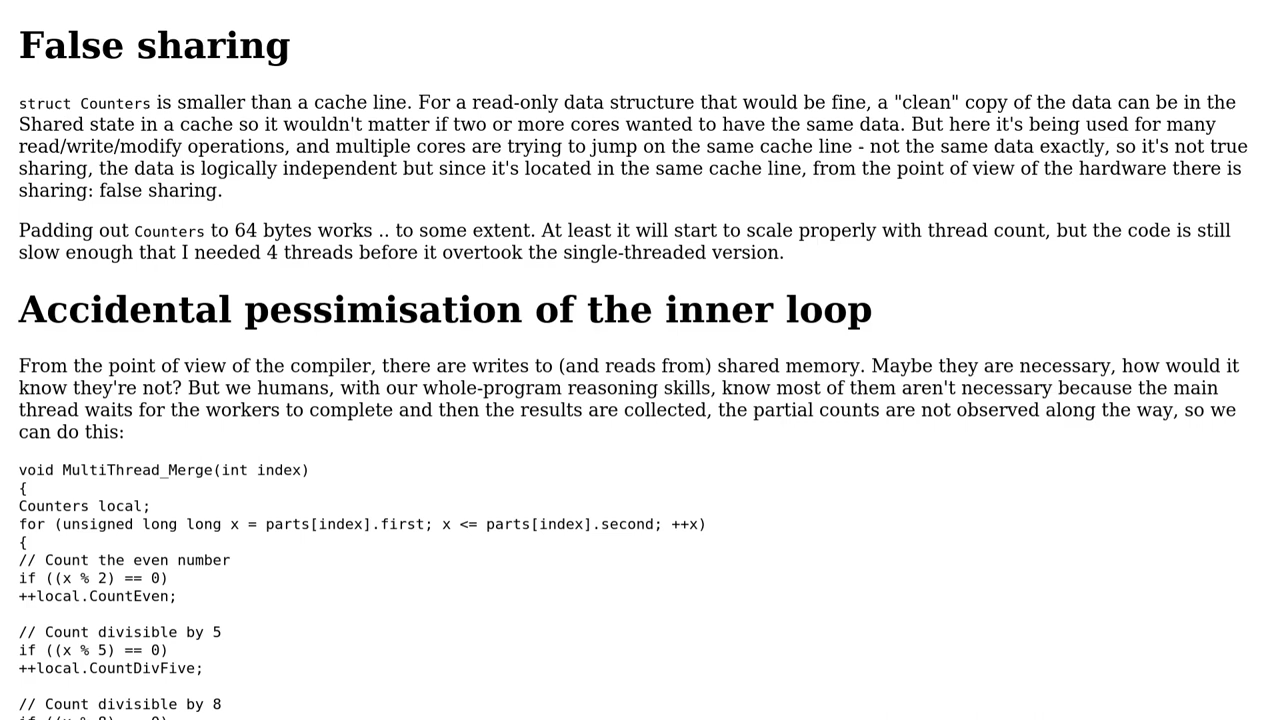 False sharing
struct Counters is smaller than a cache line. For a read-only data structure that would be fine, a "clean" copy of the data can be in the
Shared state in a cache so it wouldn't matter if two or more cores wanted to have the same data. But here it's being used for many
read/write/modify operations, and multiple cores are trying to jump on the same cache line - not the same data exactly, so it's not true
sharing, the data is logically independent but since it's located in the same cache line, from the point of view of the hardware there is
sharing: false sharing.
Padding out Counters to 64 bytes works .. to some extent. At least it will start to scale properly with thread count, but the code is still
slow enough that I needed 4 threads before it overtook the single-threaded version.
Accidental pessimisation of the inner loop
From the point of view of the compiler, there are writes to (and reads from) shared memory. Maybe they are necessary, how would it
know they're not? But we humans, with our whole-program reasoning skills, know most of them aren't necessary because the main
thread waits for the workers to complete and then the results are collected, the partial counts are not observed along the way, so we
can do this:
void MultiThread_Merge(int index)
{
Counters local;
for (unsigned long long x = parts[index].first; x <= parts[index].second; ++x)
{
// Count the even number
if ((x % 2) == 0)
++local.CountEven;
// Count divisible by 5
if ((x % 5) == 0)
++local.CountDivFive;
// Count divisible by 8
if ((x % 8) == 0)